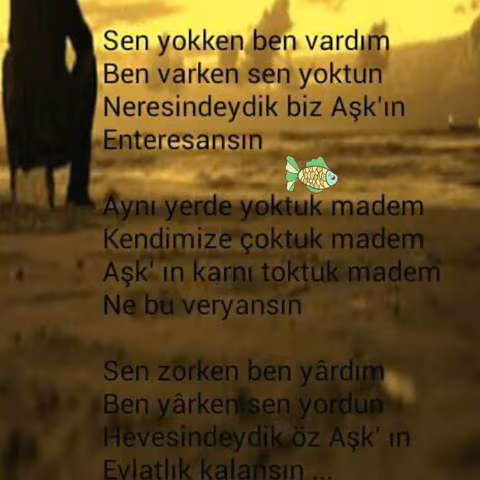 Sen yokken ben vardım
Ben varken sen yoktun
Neresindeydik biz Aşk'ın
Enteresansın
Aynı yerde yoktuk madem
Kendimize çoktuk madem
Aşk' ın karnı toktuk madem
Ne bu veryansın
Sen zorken ben yârdım
Ben yârken sen yordun
Hevesindeydik öz Aşk' ın
Evlatlık kalansın ...